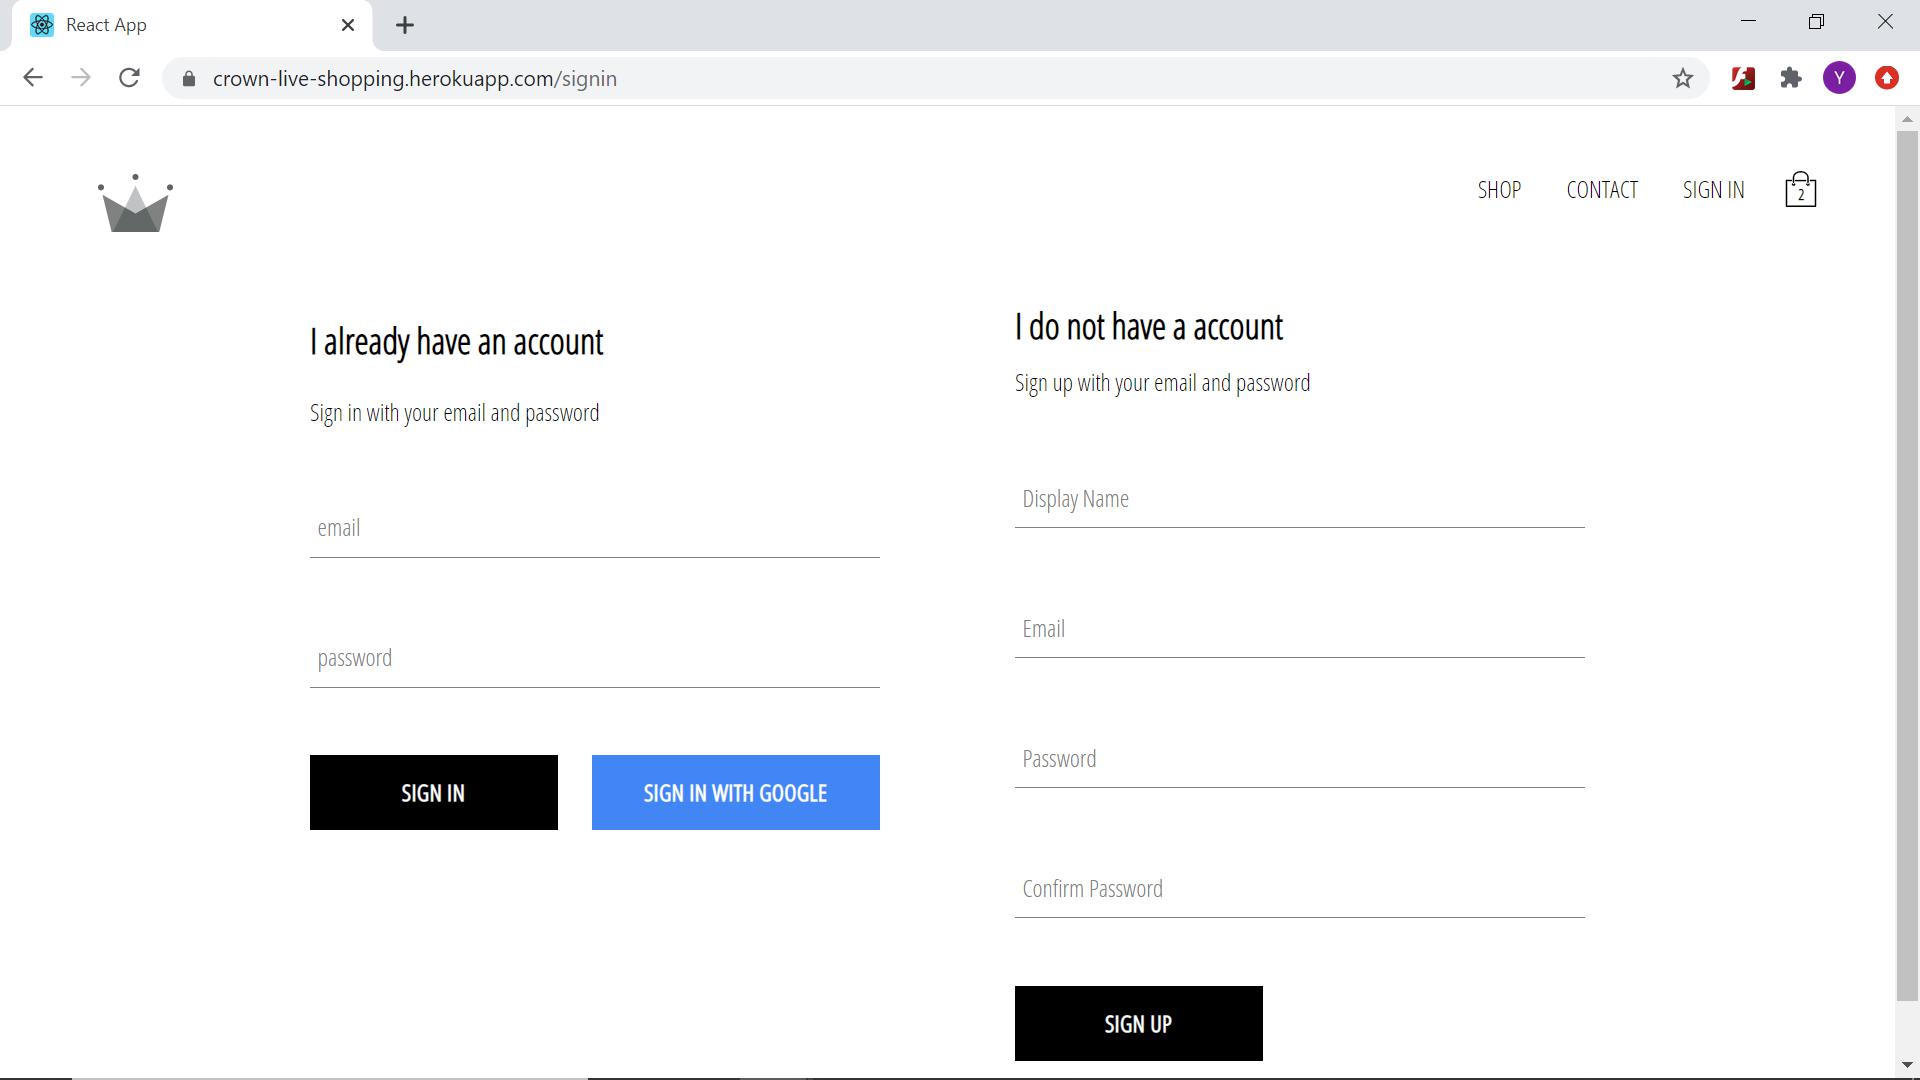 React App
crown-live-shopping.herokuapp.com/signin
Y
SHOP
CONTACT
SIGN IN
2
I already have an account
Sign in with your email and password
email
password
SIGN IN
SIGN IN WITH GOOGLE
I do not have a account
Sign up with your email and password
Display Name
Email
Password
Confirm Password
SIGN UP